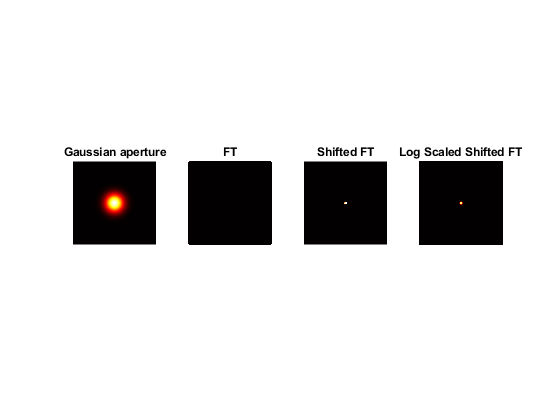 Gaussian aperture
FT
Shifted FT
Log Scaled Shifted FT